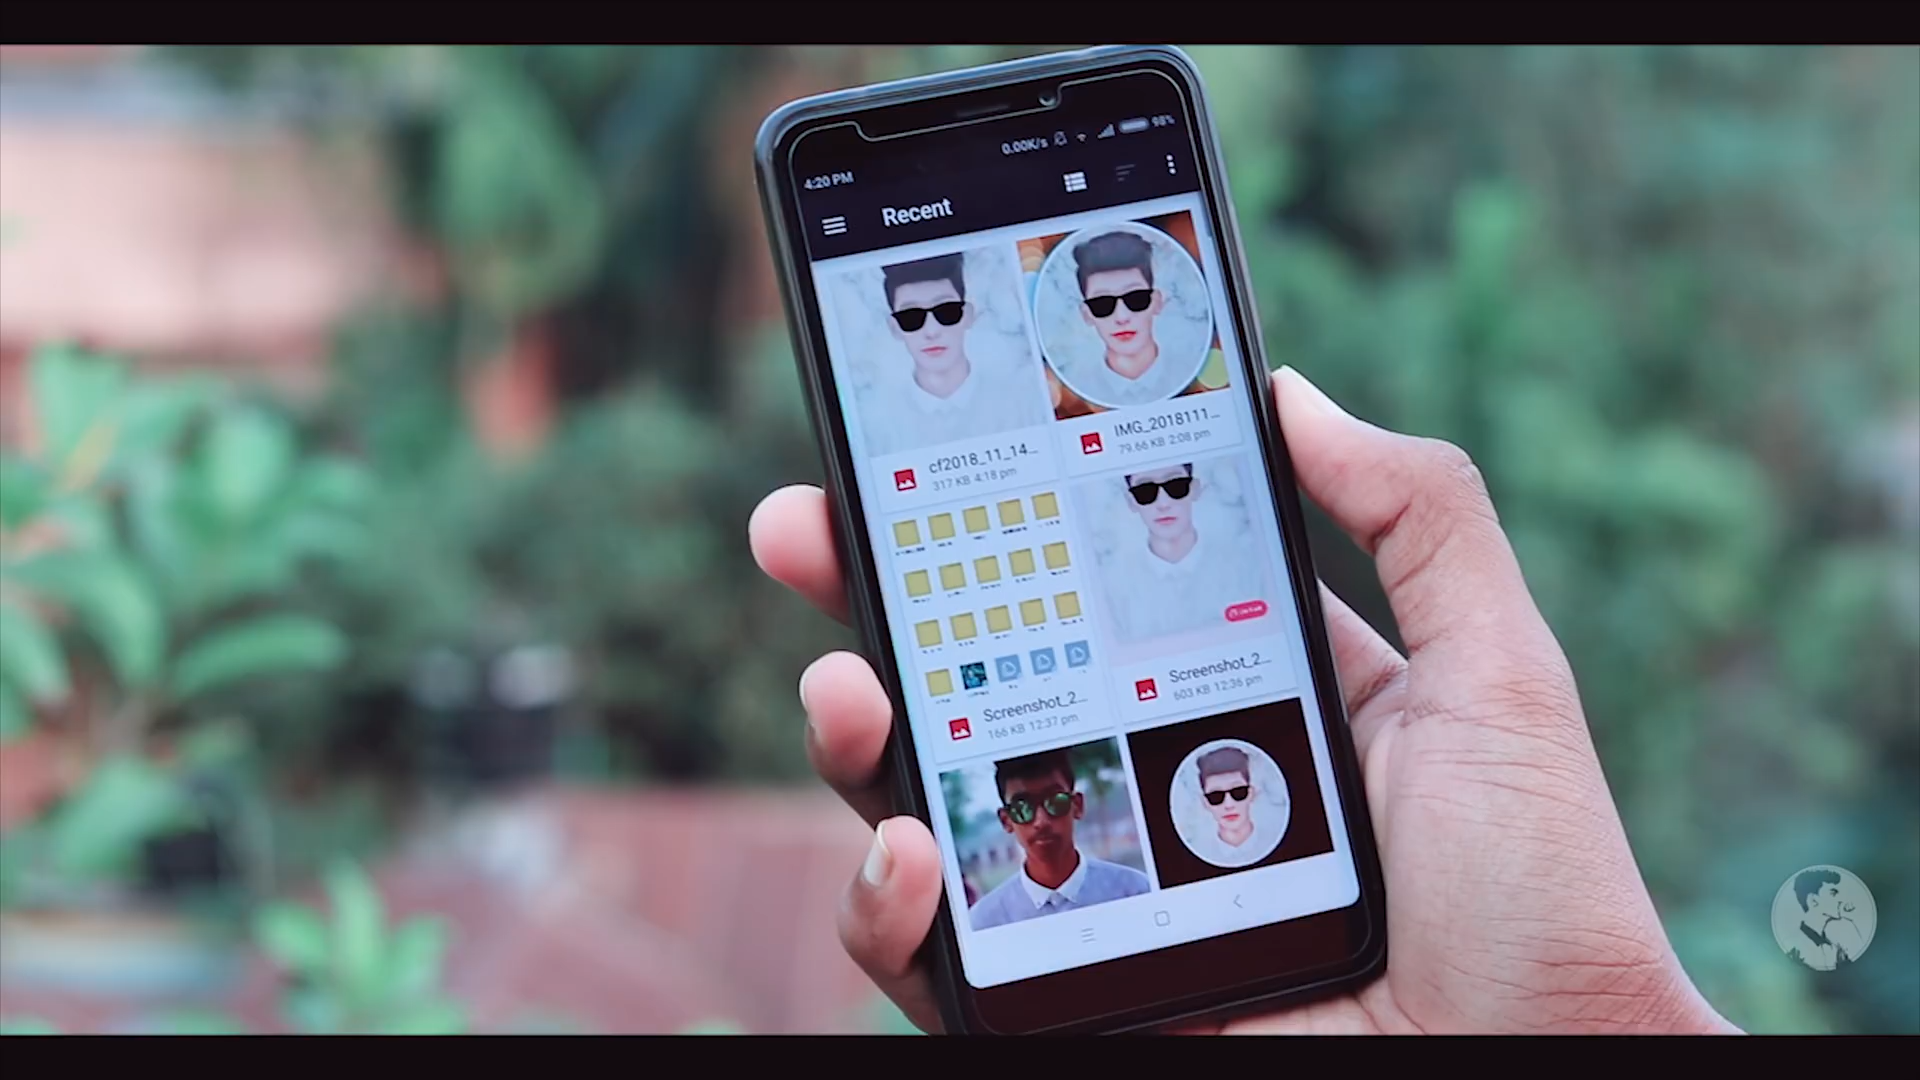 0.00K/s 98%
4:20 PM
Recent
cf2018_11_14...
317 KB 4:18 pm
IMG_2018111...
79.66 KB 2:08 pm
Screenshot_2...
166 KB 12:37 pm
Screenshot_2...
603 KB 12:36 pm